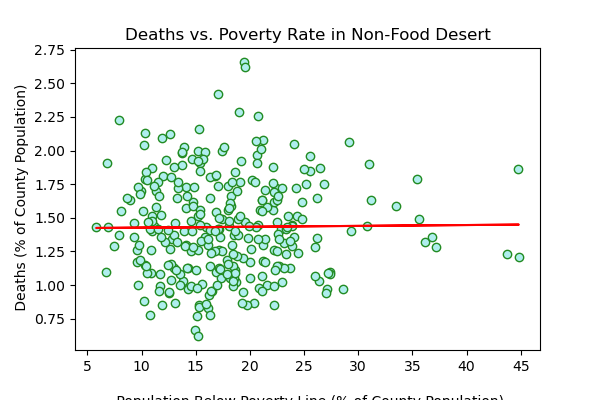 Deaths vs. Poverty Rate in Non-Food Desert
Deaths (% of County Population)
2.75
2.50
2.25
2.00
1.75
1.50
1.25
1.00
0.75
5 10 15 20 25 30 35 40 45
Population Below Poverty Line (% of County Population)